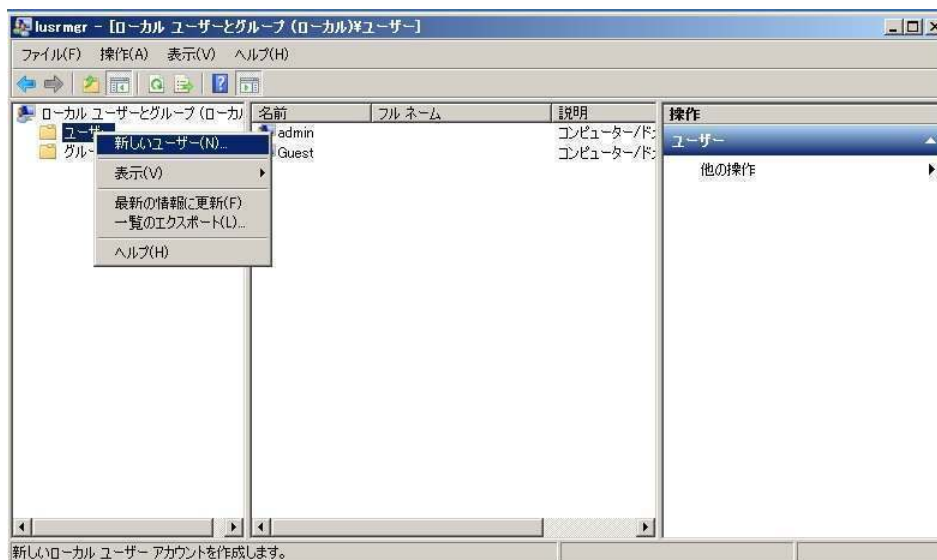 lusrmgr - [ローカル ユーザーとグループ (ローカル)¥ユーザー]
ファイル(F) 操作(A) 表示(V) ヘルプ(H)
ローカル ユーザーとグループ (ローカ
名前 フル ネーム 説明
操作
ユーザー
admin コンピューター/ド
ユーザー
グルー
Guest コンピューター/ド
新しいユーザー(N)...
表示(V)
最新の情報に更新(F)
一覧のエクスポート(L)...
ヘルプ(H)
他の操作
新しいローカル ユーザー アカウントを作成します。